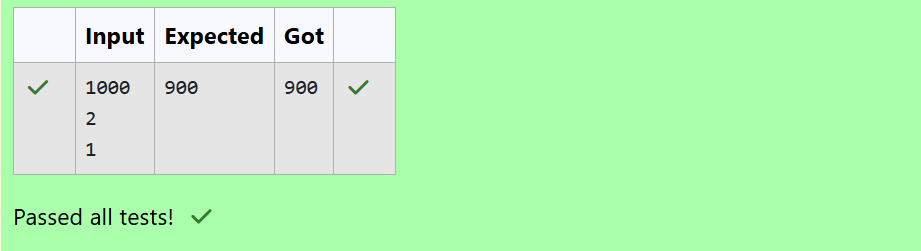 Input Expected Got
1000 900 900
2
1
Passed all tests!